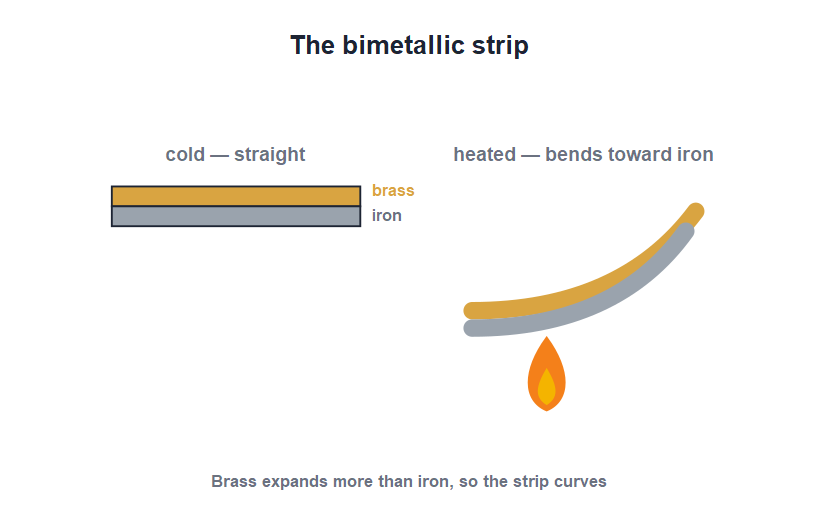 The bimetallic strip
cold — straight
heated — bends toward iron
brass
iron
Brass expands more than iron, so the strip curves